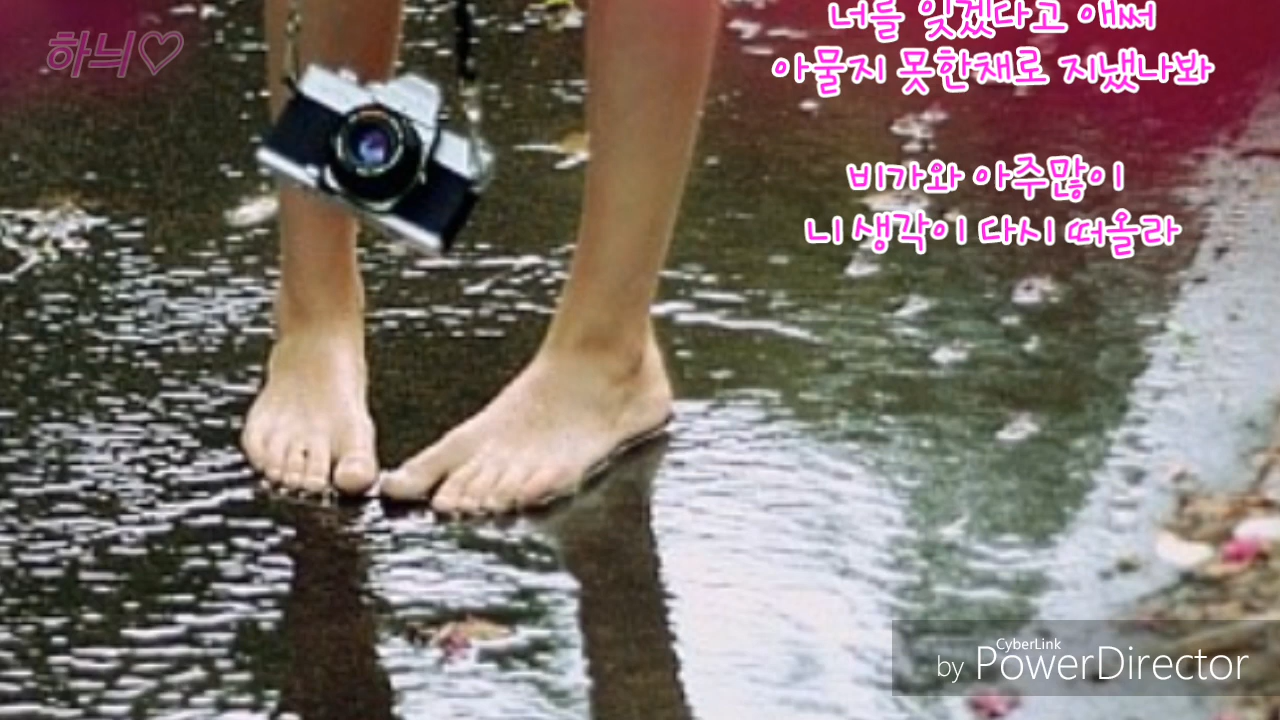 하늬♡
너를 잊겠다고 애써
아물지 못한채로 지냈나봐
비가와 아주많이
니 생각이 다시 떠올라
CyberLink
by PowerDirector